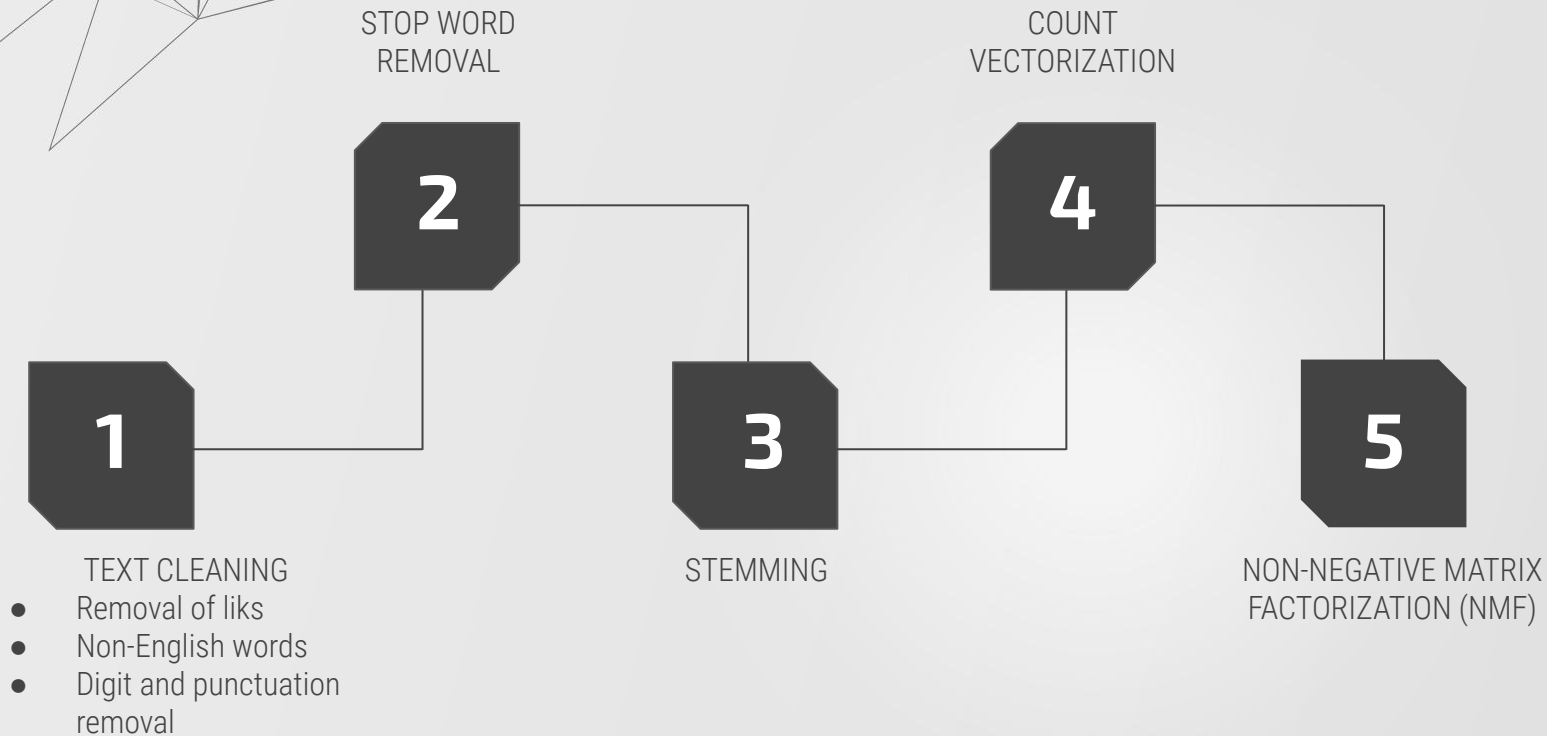 STOP WORD
REMOVAL
COUNT
VECTORIZATION
2
4
1
3
5
TEXT CLEANING
● Removal of liks
● Non-English words
● Digit and punctuation
removal
STEMMING
NON-NEGATIVE MATRIX
FACTORIZATION (NMF)